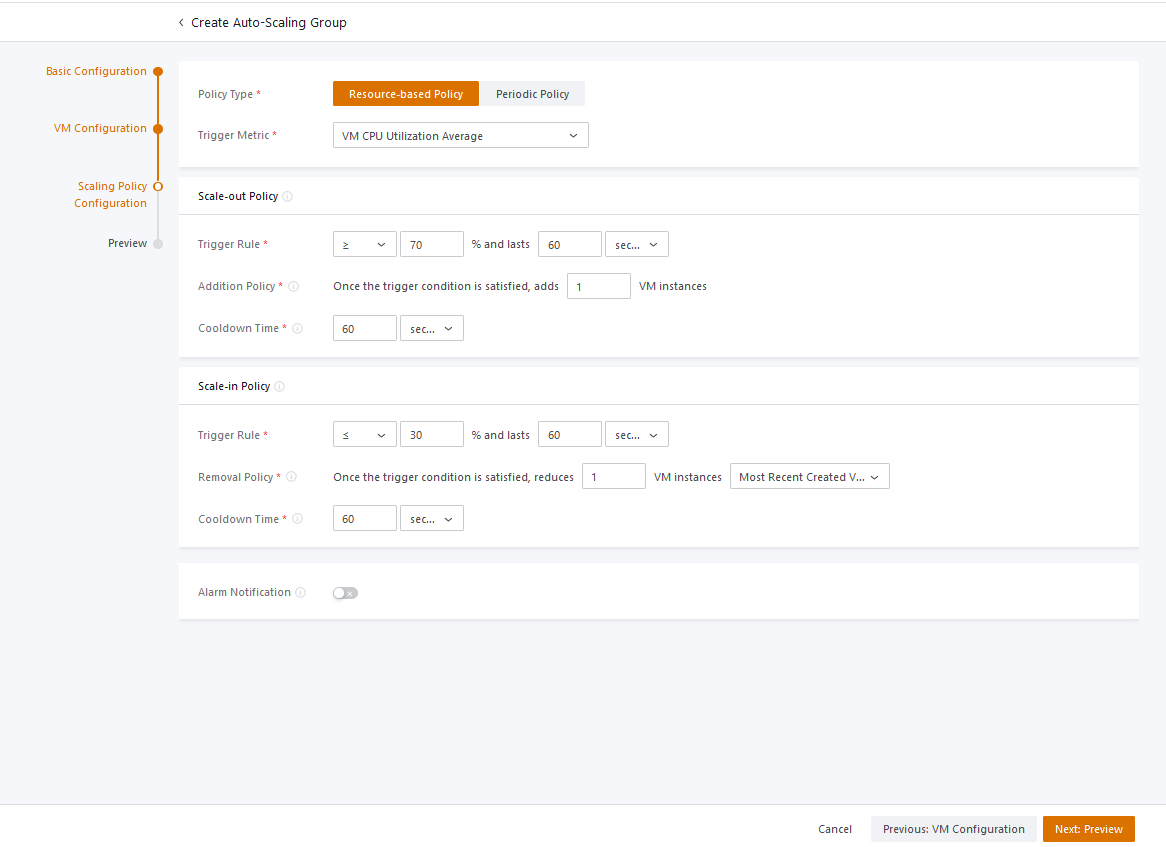 Create Auto-Scaling Group
Basic Configuration
VM Configuration
Scaling Policy
Configuration
Preview
Policy Type * Resource-based Policy Periodic Policy
Trigger Metric * VM CPU Utilization Average
Scale-out Policy
Trigger Rule * ≥ 70 % and lasts 60 sec...
Addition Policy * Once the trigger condition is satisfied, adds 1 VM instances
Cooldown Time * 60 sec...
Scale-in Policy
Trigger Rule * ≤ 30 % and lasts 60 sec...
Removal Policy * Once the trigger condition is satisfied, reduces 1 VM instances Most Recent Created V...
Cooldown Time * 60 sec...
Alarm Notification
Cancel Previous: VM Configuration Next: Preview